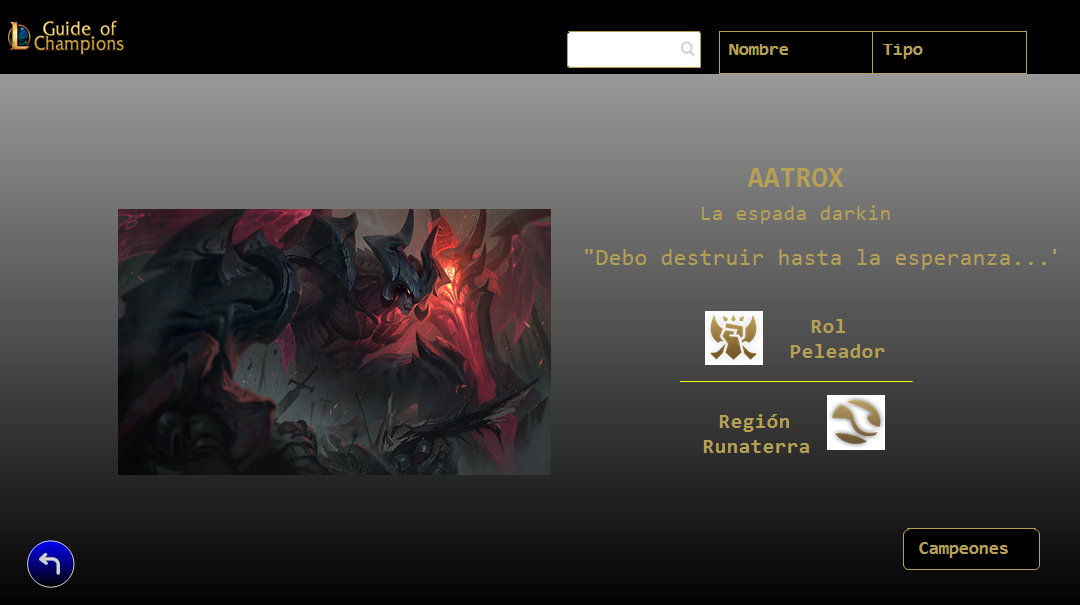 Guide of
Champions
Nombre
Tipo
AATROX
La espada darkin
"Debo destruir hasta la esperanza...'
Rol
Peleador
Región
Runaterra
Campeones